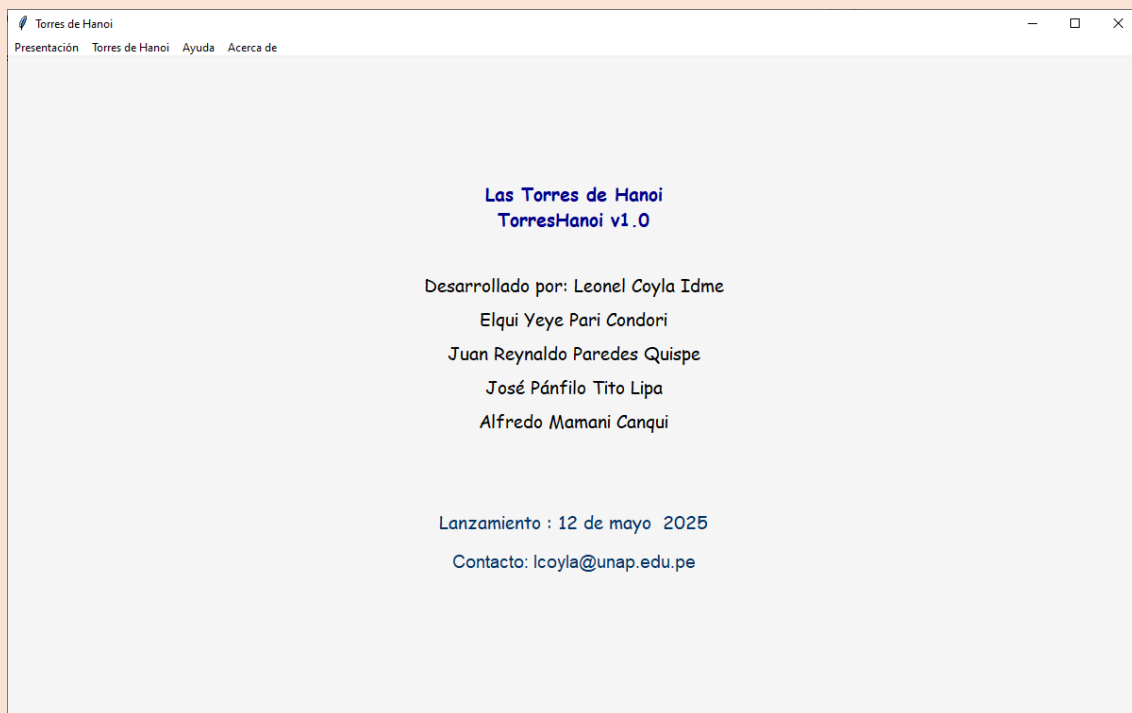 Torres de Hanoi
Presentación Torres de Hanoi Ayuda Acerca de
Las Torres de Hanoi
TorresHanoi v1.0
Desarrollado por: Leonel Coyla Idme
Elqui Yeye Pari Condori
Juan Reynaldo Paredes Quispe
José Pánfilo Tito Lipa
Alfredo Mamani Canqui
Lanzamiento : 12 de mayo  2025
Contacto: lcoyla@unap.edu.pe